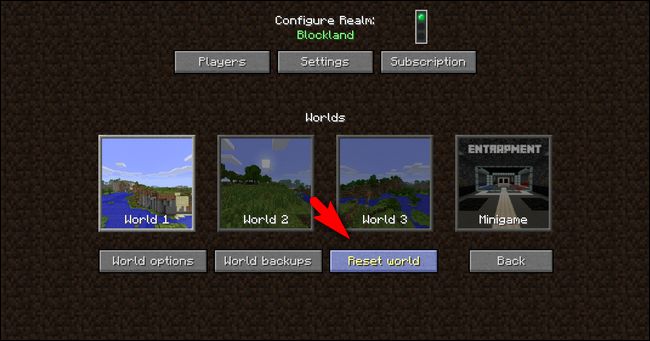 Configure Realm:
Blockland
Players Settings Subscription
Worlds
ENTRAPMENT
World 1 World 2 World 3 Minigame
World options World backups Reset world Back